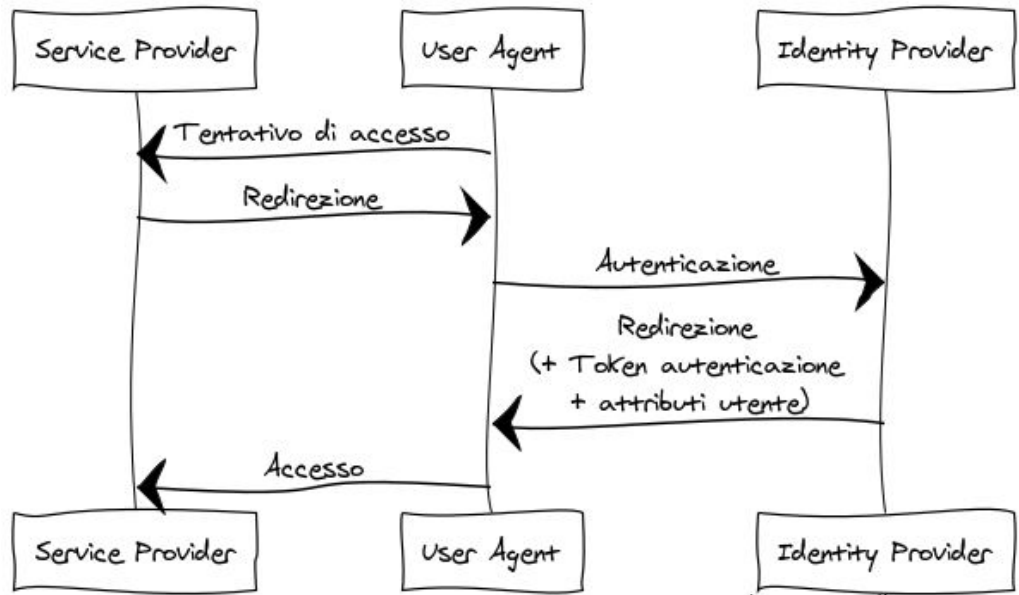 Service Provider
User Agent
Identity Provider
Tentativo di accesso
Redirezione
Autenticazione
Redirezione
(+ Token autenticazione
+ attributi utente)
Accesso
Service Provider
User Agent
Identity Provider